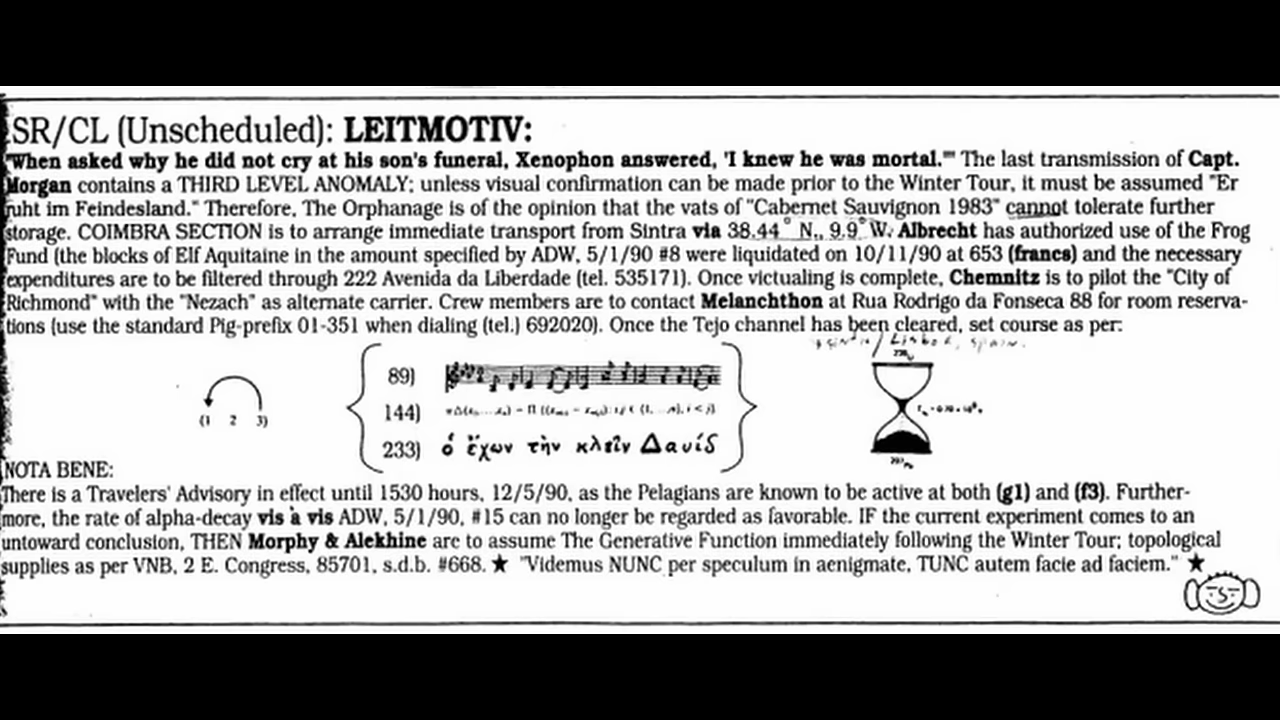 SR/CL (Unscheduled): LEITMOTIV:
"When asked why he did not cry at his son's funeral, Xenophon answered, 'I knew he was mortal.'" The last transmission of Capt.
Morgan contains a THIRD LEVEL ANOMALY; unless visual confirmation can be made prior to the Winter Tour, it must be assumed "Er
ruht im Feindesland." Therefore, The Orphanage is of the opinion that the vats of "Cabernet Sauvignon 1983" cannot tolerate further
storage. COIMBRA SECTION is to arrange immediate transport from Sintra via 38.44° N., 9.9° W. Albrecht has authorized use of the Frog
Fund (the blocks of Elf Aquitaine in the amount specified by ADW, 5/1/90 #8 were liquidated on 10/11/90 at 653 (francs) and the necessary
expenditures are to be filtered through 222 Avenida da Liberdade (tel. 535171). Once victualing is complete, Chemnitz is to pilot the "City of
Richmond" with the "Nezach" as alternate carrier. Crew members are to contact Melanchthon at Rua Rodrigo da Fonseca 88 for room reserva-
tions (use the standard Pig-prefix 01-351 when dialing (tel.) 692020). Once the Tejo channel has been cleared, set course as per:
Lisboa, Spain.
(1 2 3)
89)
144)
233) ὁ ἔχων τὴν κλεῖν Δαυίδ
NOTA BENE:
There is a Travelers' Advisory in effect until 1530 hours, 12/5/90, as the Pelagians are known to be active at both (g1) and (f3). Further-
more, the rate of alpha-decay vis à vis ADW, 5/1/90, #15 can no longer be regarded as favorable. IF the current experiment comes to an
untoward conclusion, THEN Morphy & Alekhine are to assume The Generative Function immediately following the Winter Tour; topological
supplies as per VNB, 2 E. Congress, 85701, s.d.b. #668. ★ "Videmus NUNC per speculum in aenigmate, TUNC autem facie ad faciem." ★